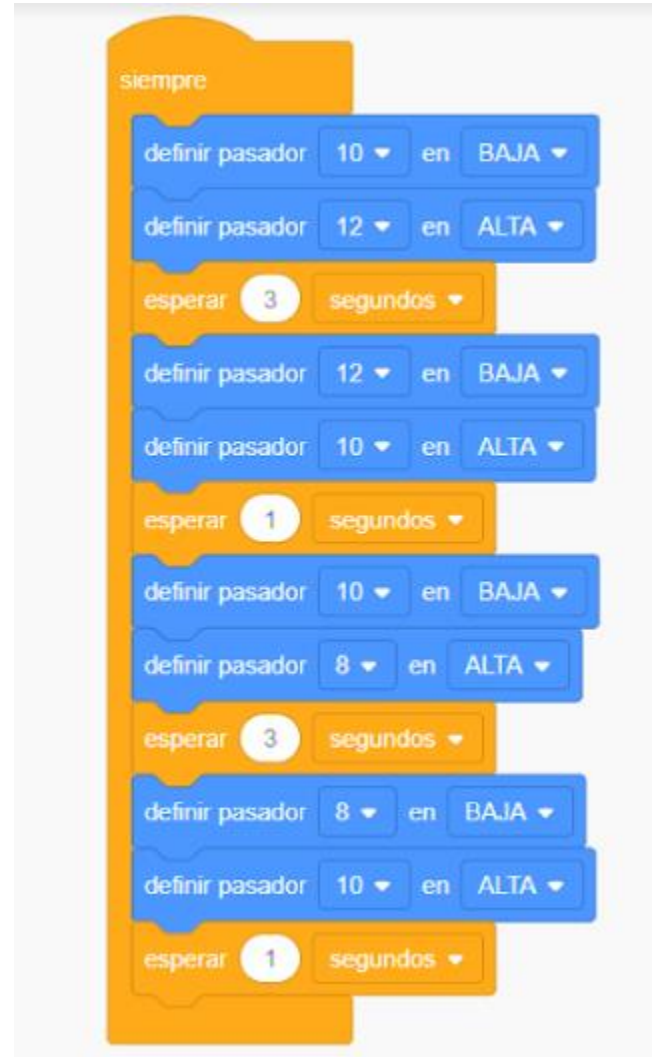 siempre
definir pasador 10 en BAJA
definir pasador 12 en ALTA
esperar 3 segundos
definir pasador 12 en BAJA
definir pasador 10 en ALTA
esperar 1 segundos
definir pasador 10 en BAJA
definir pasador 8 en ALTA
esperar 3 segundos
definir pasador 8 en BAJA
definir pasador 10 en ALTA
esperar 1 segundos